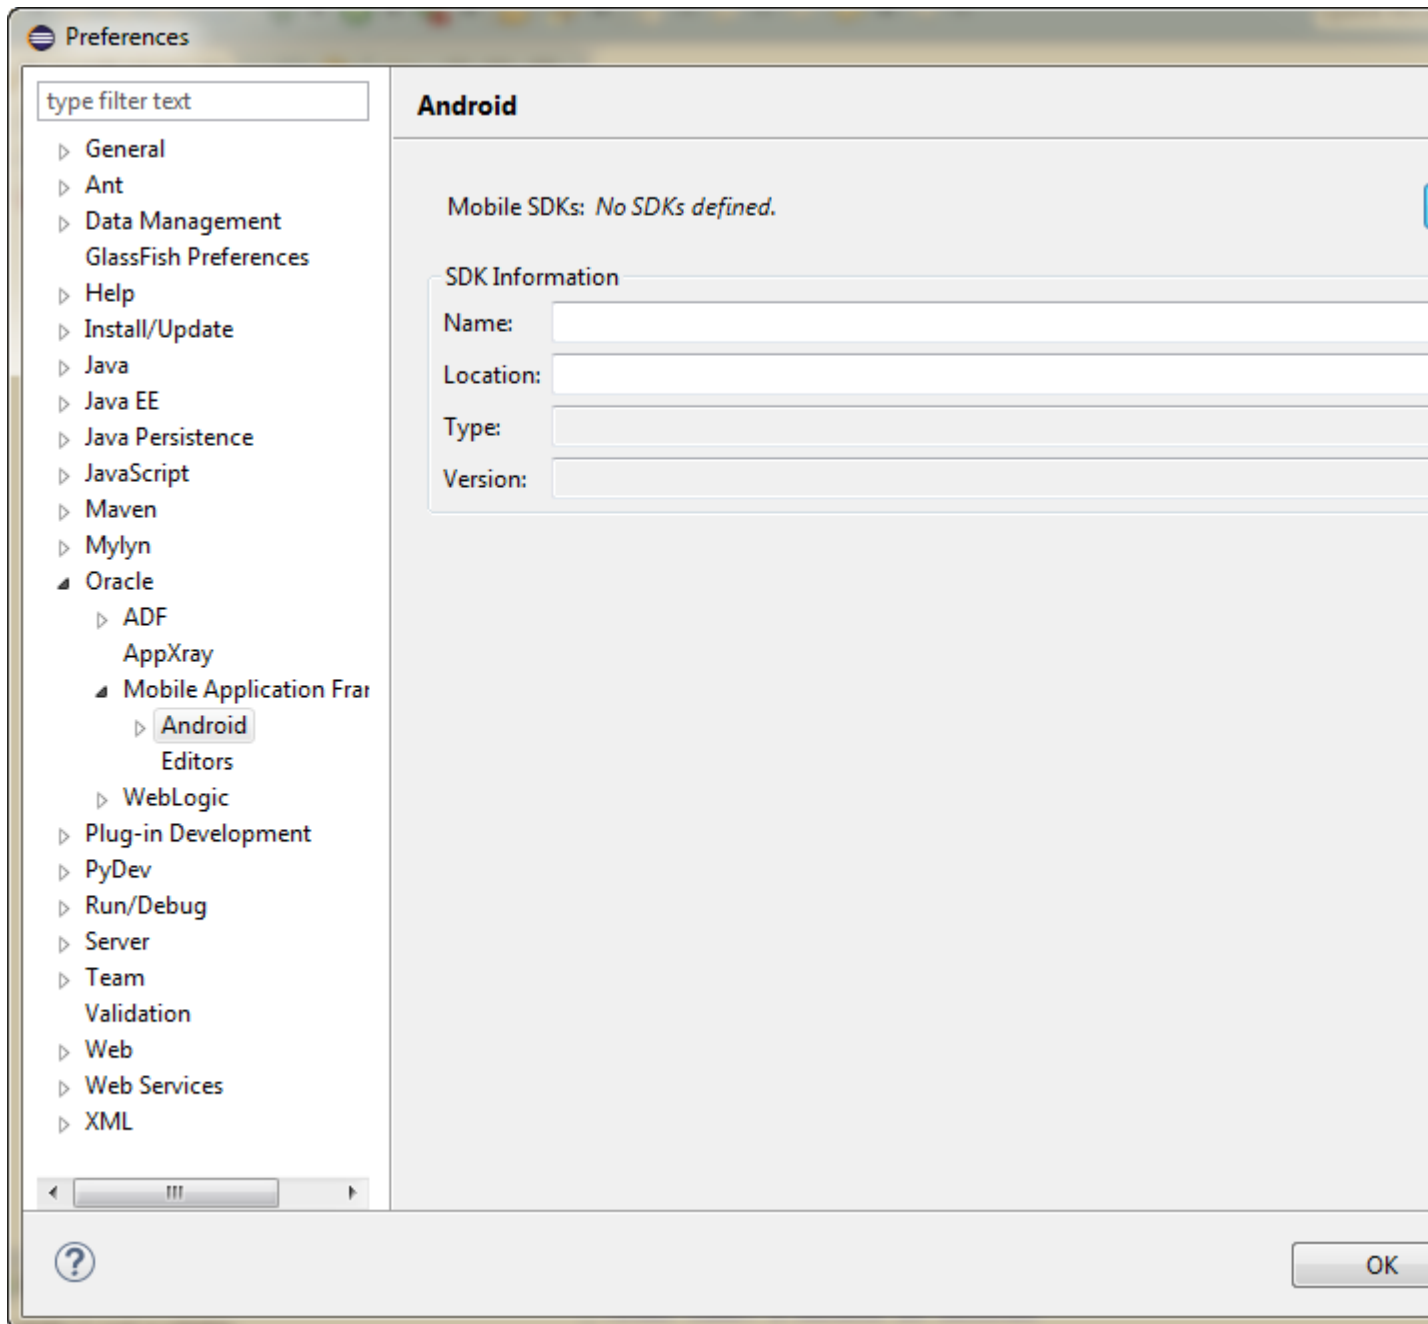 Preferences
type filter text
General
Ant
Data Management
GlassFish Preferences
Help
Install/Update
Java
Java EE
Java Persistence
JavaScript
Maven
Mylyn
Oracle
ADF
AppXray
Mobile Application Fra
Android
Editors
WebLogic
Plug-in Development
PyDev
Run/Debug
Server
Team
Validation
Web
Web Services
XML
Android
Mobile SDKs: No SDKs defined.
SDK Information
Name:
Location:
Type:
Version:
?
OK